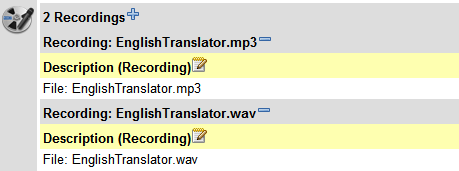 2 Recordings
Recording: EnglishTranslator.mp3
Description (Recording)
File: EnglishTranslator.mp3
Recording: EnglishTranslator.wav
Description (Recording)
File: EnglishTranslator.wav